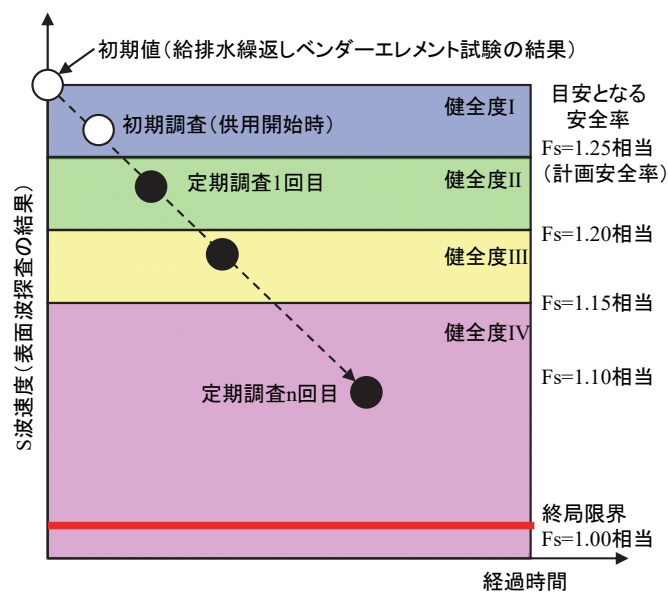 初期値(給排水繰返しベンダーエレメント試験の結果)
健全度I
目安となる
安全率
初期調査(供用開始時)
Fs=1.25相当
(計画安全率)
健全度II
定期調査1回目
Fs=1.20相当
健全度III
Fs=1.15相当
健全度IV
Fs=1.10相当
定期調査n回目
S波速度(表面波探査の結果)
終局限界
Fs=1.00相当
経過時間